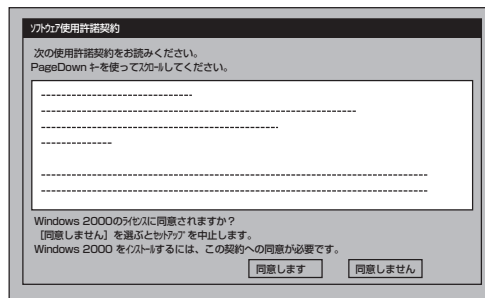 ｿﾌﾄｳｪｱ使用許諾契約
次の使用許諾契約をお読みください。
PageDown ｷｰを使ってｽｸﾛｰﾙしてください。
Windows 2000のﾗｲｾﾝｽに同意されますか？
［同意しません］を選ぶとｾｯﾄｱｯﾌﾟを中止します。
Windows 2000 をｲﾝｽﾄｰﾙするには、この契約への同意が必要です。
同意します 同意しません